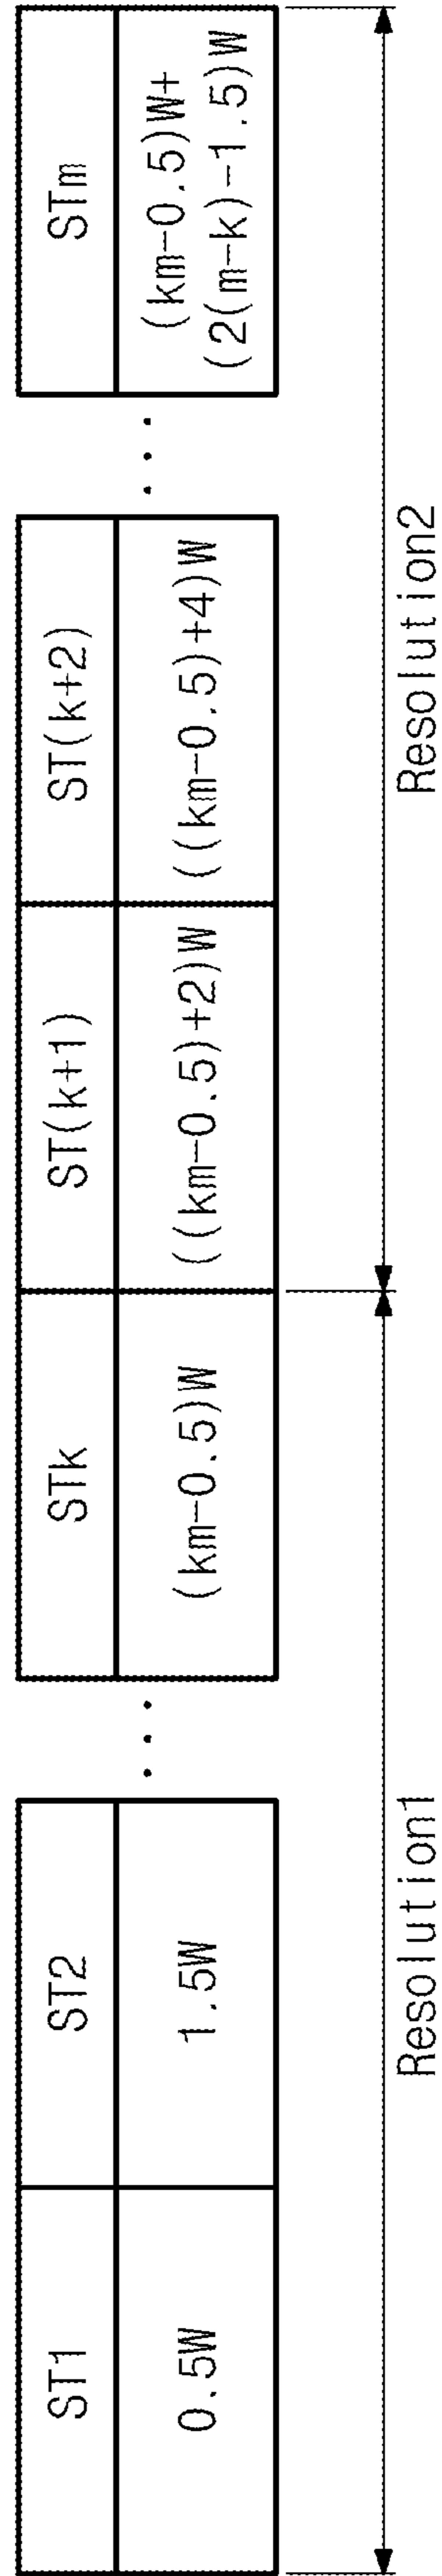 ST1
ST2
STk
ST(k+1)
ST(k+2)
STm
0.5W
1.5W
(km-0.5)W
((km-0.5)+2)W
((km-0.5)+4)W
(km-0.5)W+
(2(m-k)-1.5)W
Resolution1
Resolution2